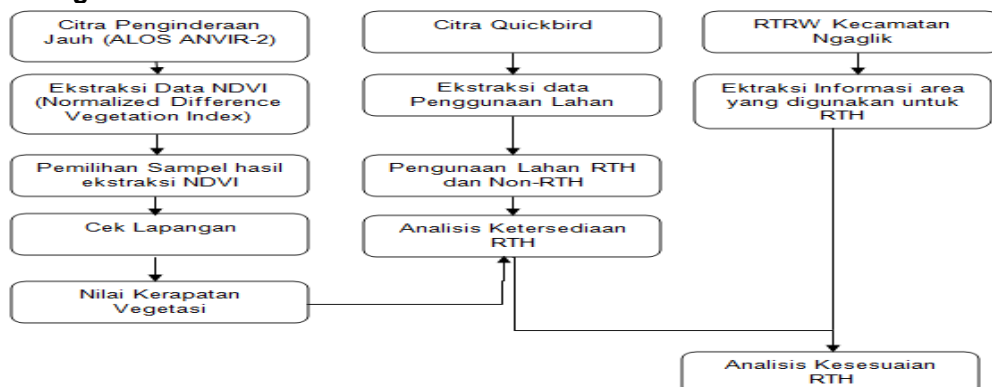 Citra Penginderaan
Jauh (ALOS ANVIR-2)
Ekstraksi Data NDVI
(Normalized Difference
Vegetation Index)
Pemilihan Sampel hasil
ekstraksi NDVI
Cek Lapangan
Nilai Kerapatan
Vegetasi
Citra Quickbird
Ekstraksi data
Penggunaan Lahan
Pengunaan Lahan RTH
dan Non-RTH
Analisis Ketersediaan
RTH
RTRW Kecamatan
Ngaglik
Ektraksi Informasi area
yang digunakan untuk
RTH
Analisis Kesesuaian
RTH